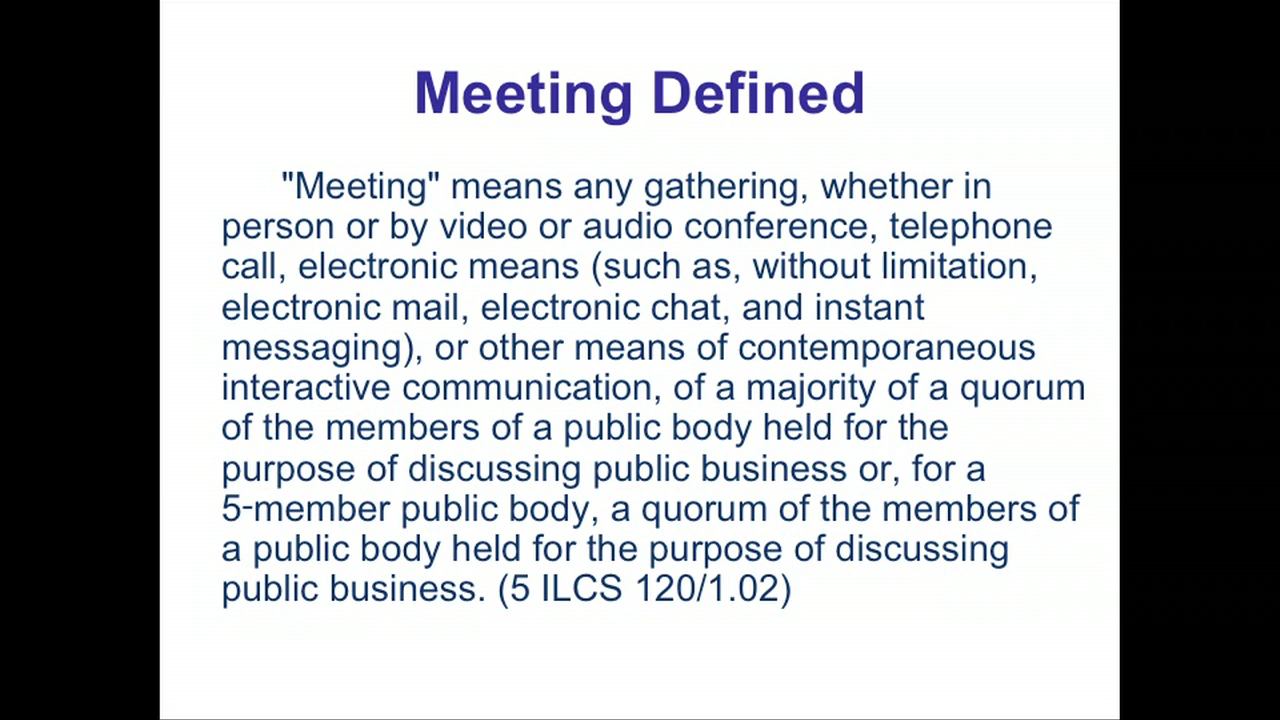 Meeting Defined
"Meeting" means any gathering, whether in
person or by video or audio conference, telephone
call, electronic means (such as, without limitation,
electronic mail, electronic chat, and instant
messaging), or other means of contemporaneous
interactive communication, of a majority of a quorum
of the members of a public body held for the
purpose of discussing public business or, for a
5-member public body, a quorum of the members of
a public body held for the purpose of discussing
public business. (5 ILCS 120/1.02)